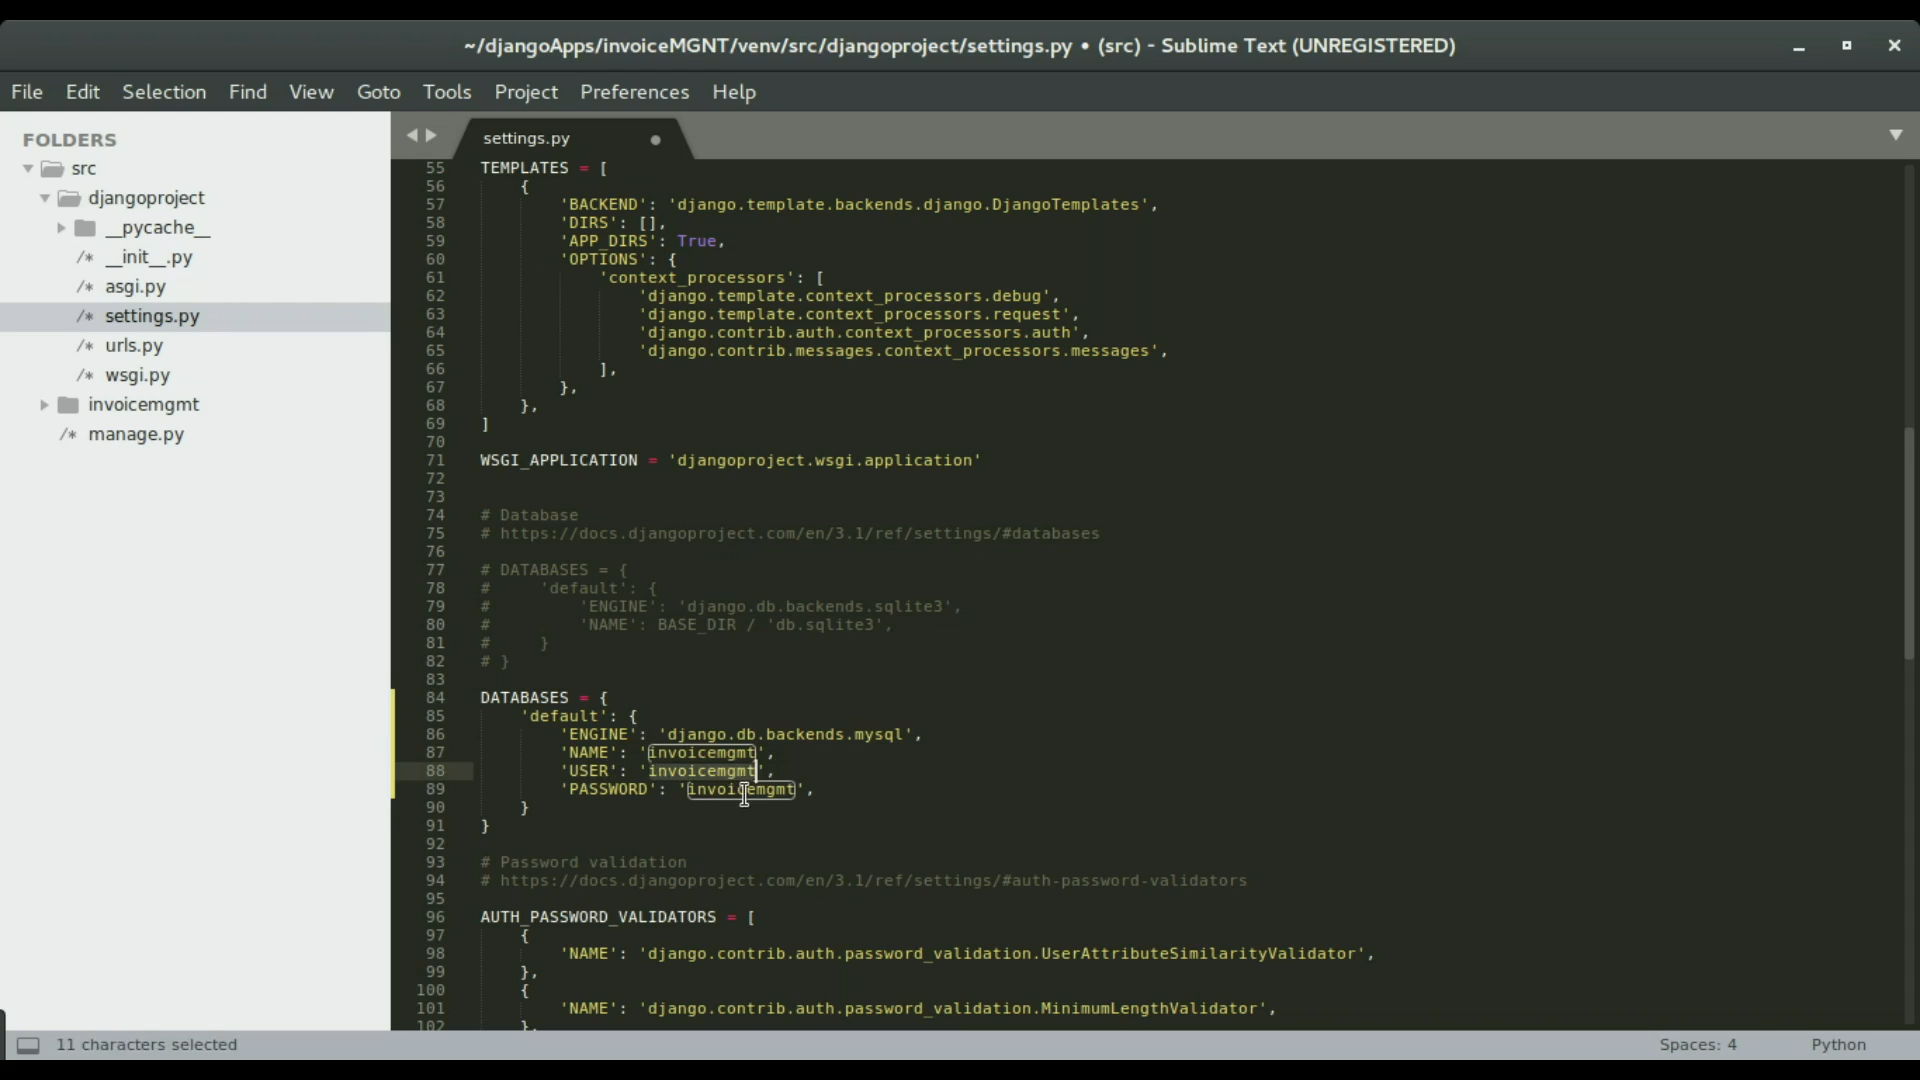 ~/djangoApps/invoiceMGNT/venv/src/djangoproject/settings.py • (src) - Sublime Text (UNREGISTERED)
File Edit Selection Find View Goto Tools Project Preferences Help
FOLDERS
src
djangoproject
__pycache__
/* __init__.py
/* asgi.py
/* settings.py
/* urls.py
/* wsgi.py
invoicemgmt
/* manage.py
settings.py
55 TEMPLATES = [
56     {
57         'BACKEND': 'django.template.backends.django.DjangoTemplates',
58         'DIRS': [],
59         'APP_DIRS': True,
60         'OPTIONS': {
61             'context_processors': [
62                 'django.template.context_processors.debug',
63                 'django.template.context_processors.request',
64                 'django.contrib.auth.context_processors.auth',
65                 'django.contrib.messages.context_processors.messages',
66             ],
67         },
68     },
69 ]
70
71 WSGI_APPLICATION = 'djangoproject.wsgi.application'
72
73
74 # Database
75 # https://docs.djangoproject.com/en/3.1/ref/settings/#databases
76
77 # DATABASES = {
78 #     'default': {
79 #         'ENGINE': 'django.db.backends.sqlite3',
80 #         'NAME': BASE_DIR / 'db.sqlite3',
81 #     }
82 # }
83
84 DATABASES = {
85     'default': {
86         'ENGINE': 'django.db.backends.mysql',
87         'NAME': 'invoicemgmt',
88         'USER': 'invoicemgmt',
89         'PASSWORD': 'invoicemgmt',
90     }
91 }
92
93 # Password validation
94 # https://docs.djangoproject.com/en/3.1/ref/settings/#auth-password-validators
95
96 AUTH_PASSWORD_VALIDATORS = [
97     {
98         'NAME': 'django.contrib.auth.password_validation.UserAttributeSimilarityValidator',
99     },
100     {
101         'NAME': 'django.contrib.auth.password_validation.MinimumLengthValidator',
102     },
11 characters selected
Spaces: 4
Python